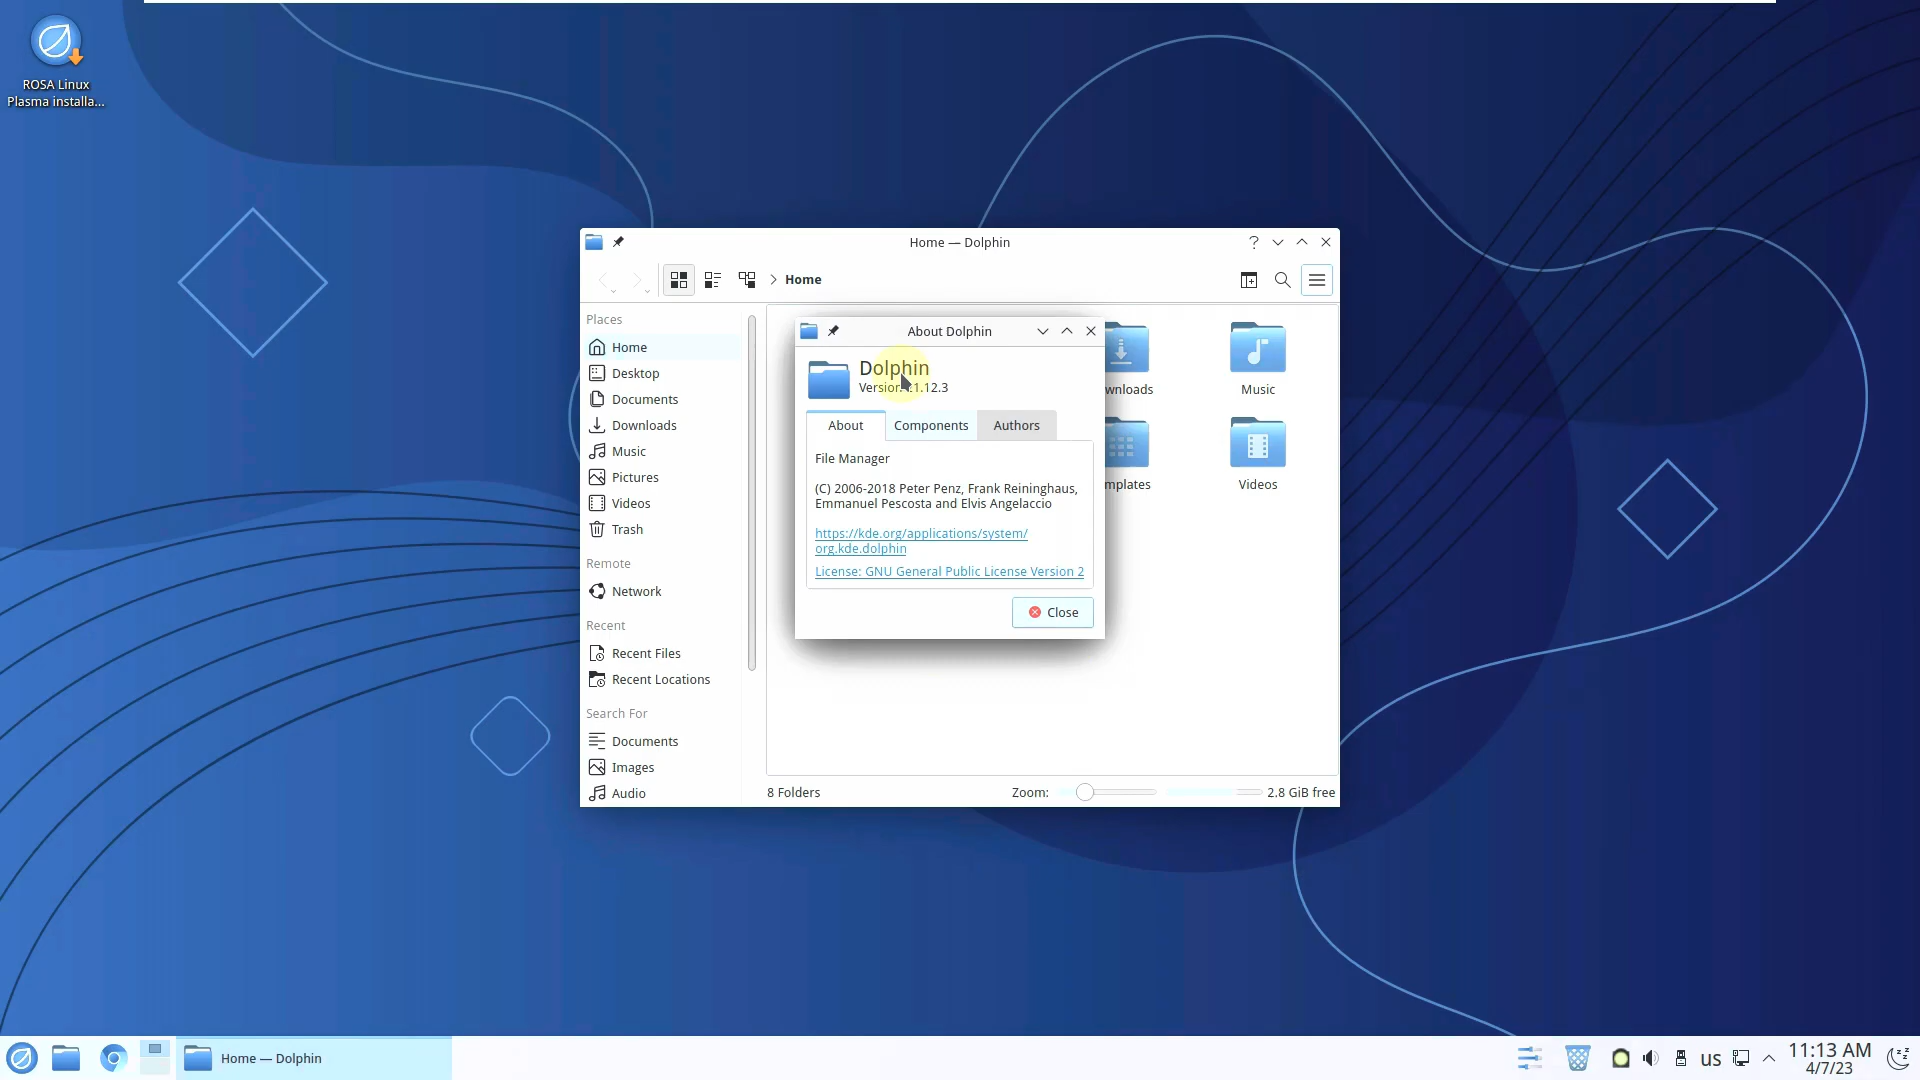 ROSA Linux
Plasma installa...
Home — Dolphin
Home
Places
Home
Desktop
Documents
Downloads
Music
Pictures
Videos
Trash
Remote
Network
Recent
Recent Files
Recent Locations
Search For
Documents
Images
Audio
About Dolphin
Dolphin
.12.3
About
Components
Authors
File Manager
(C) 2006-2018 Peter Penz, Frank Reininghaus,
Emmanuel Pescosta and Elvis Angelaccio
https://kde.org/applications/system/
org.kde.dolphin
License: GNU General Public License Version 2
Close
wnloads
Music
mplates
Videos
8 Folders
Zoom:
2.8 GiB free
Home — Dolphin
us
11:13 AM
4/7/23